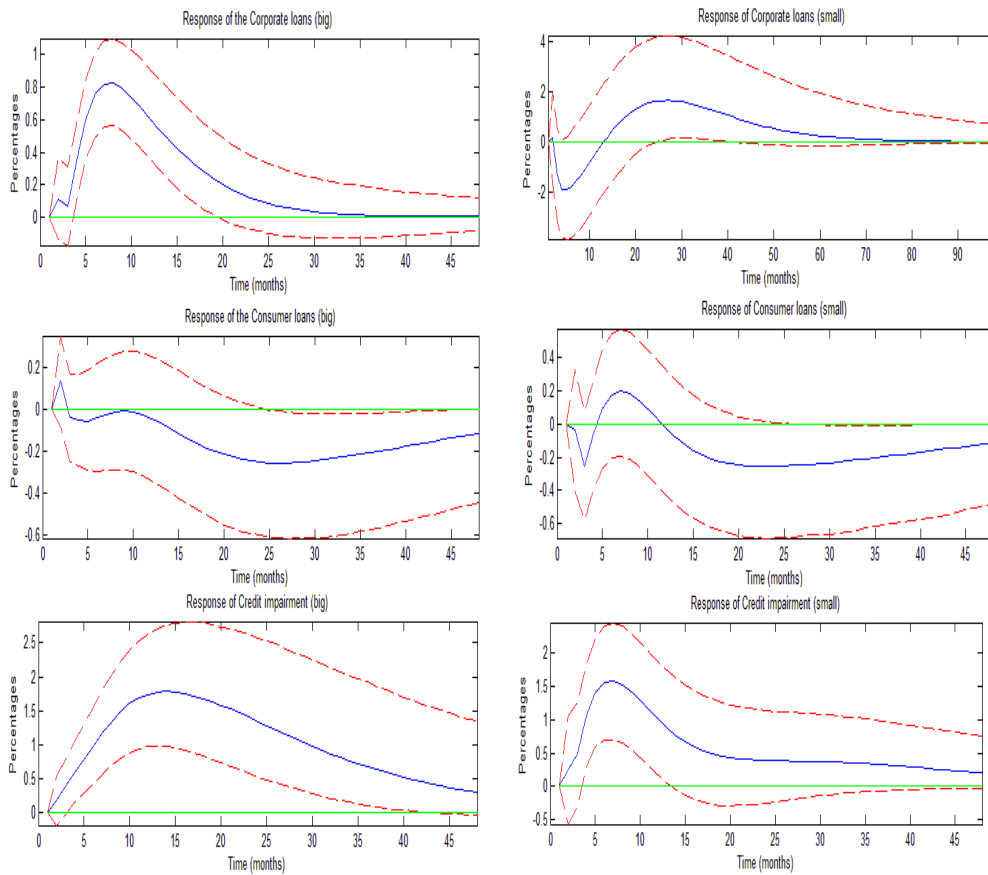 Response of the Corporate loans (big)
Percentages
1
0.8
0.6
0.4
0.2
0
0 5 10 15 20 25 30 35 40 45
Time (months)
Response of Corporate loans (small)
Percentages
4
2
0
-2
10 20 30 40 50 60 70 80 90
Time (months)
Response of the Consumer loans (big)
Percentages
0.2
0
-0.2
-0.4
-0.6
0 5 10 15 20 25 30 35 40 45
Time (months)
Response of Consumer loans (small)
Percentages
0.4
0.2
0
-0.2
-0.4
-0.6
0 5 10 15 20 25 30 35 40 45
Time (months)
Response of Credit impairment (big)
Percentages
2.5
2
1.5
1
0.5
0
0 5 10 15 20 25 30 35 40 45
Time (months)
Response of Credit impairment (small)
Percentages
2
1.5
1
0.5
0
-0.5
0 5 10 15 20 25 30 35 40 45
Time (months)